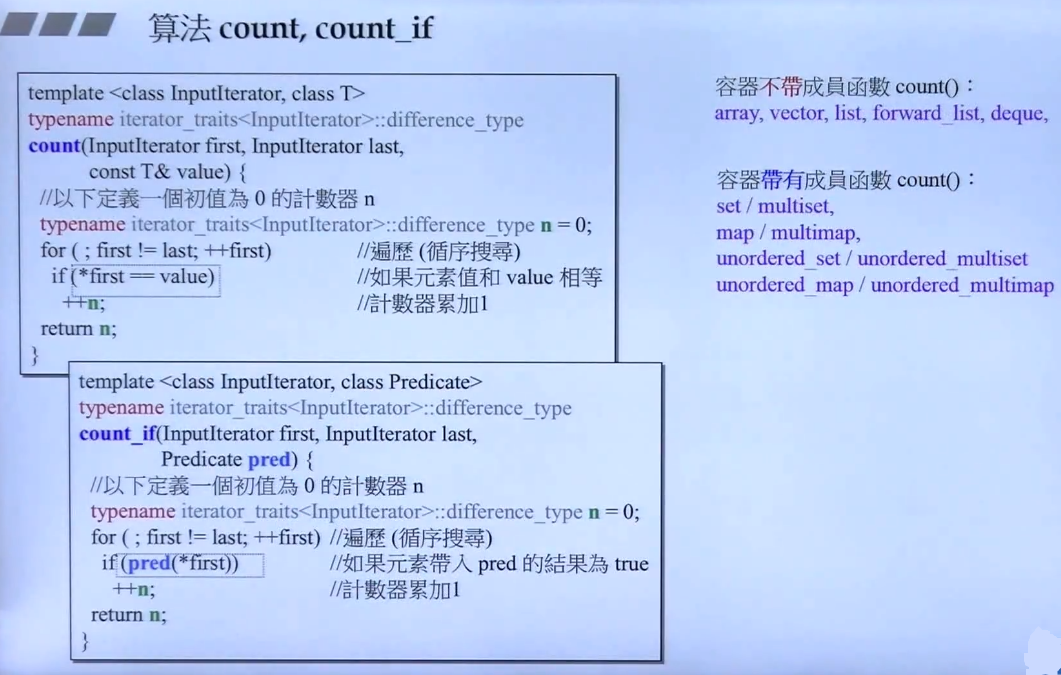 算法 count, count_if
template <class InputIterator, class T>
typename iterator_traits<InputIterator>::difference_type
count(InputIterator first, InputIterator last,
const T& value) {
//以下定義一個初值為 0 的計數器 n
typename iterator_traits<InputIterator>::difference_type n = 0;
for ( ; first != last; ++first) //遍歷 (循序搜尋)
if (*first == value) //如果元素值和 value 相等
++n; //計數器累加1
return n;
}
template <class InputIterator, class Predicate>
typename iterator_traits<InputIterator>::difference_type
count_if(InputIterator first, InputIterator last,
Predicate pred) {
//以下定義一個初值為 0 的計數器 n
typename iterator_traits<InputIterator>::difference_type n = 0;
for ( ; first != last; ++first) //遍歷 (循序搜尋)
if (pred(*first)) //如果元素帶入 pred 的結果為 true
++n; //計數器累加1
return n;
}
容器不帶成員函數 count()：
array, vector, list, forward_list, deque,
容器帶有成員函數 count()：
set / multiset,
map / multimap,
unordered_set / unordered_multiset
unordered_map / unordered_multimap